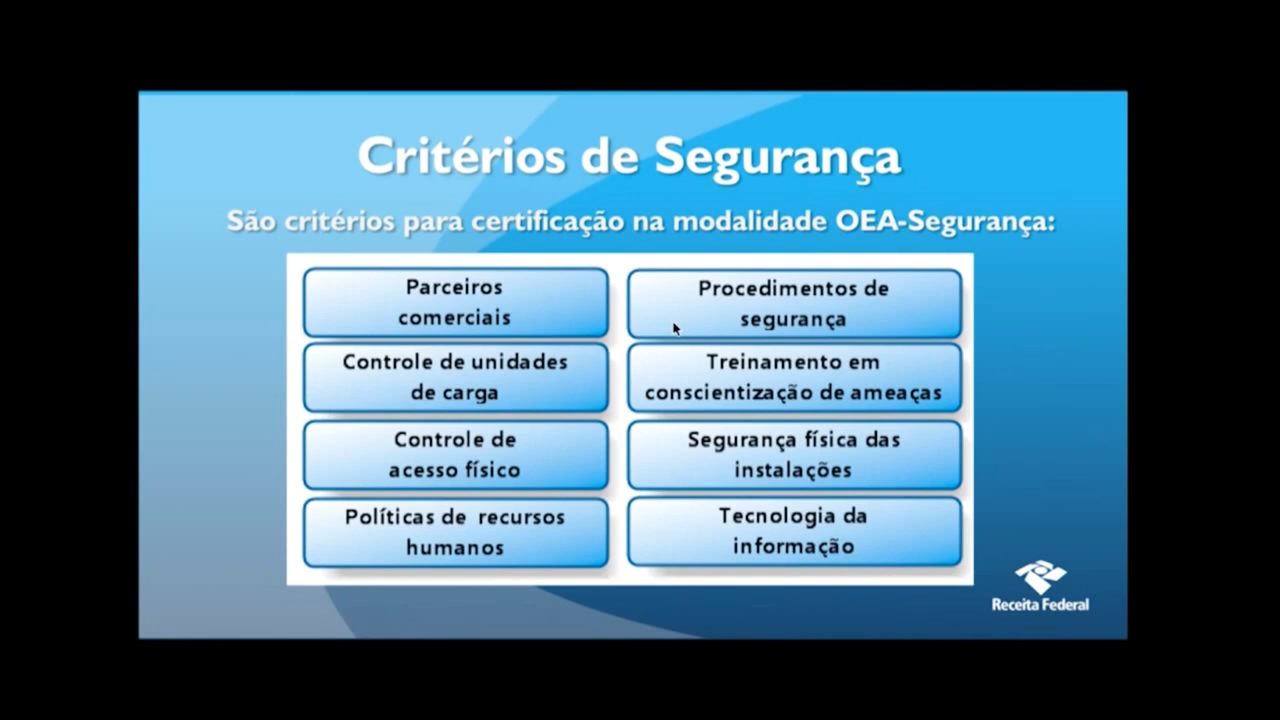 Critérios de Segurança
São critérios para certificação na modalidade OEA-Segurança:
Parceiros
comerciais
Procedimentos de
segurança
Controle de unidades
de carga
Treinamento em
conscientização de ameaças
Controle de
acesso físico
Segurança física das
instalações
Políticas de recursos
humanos
Tecnologia da
informação
Receita Federal